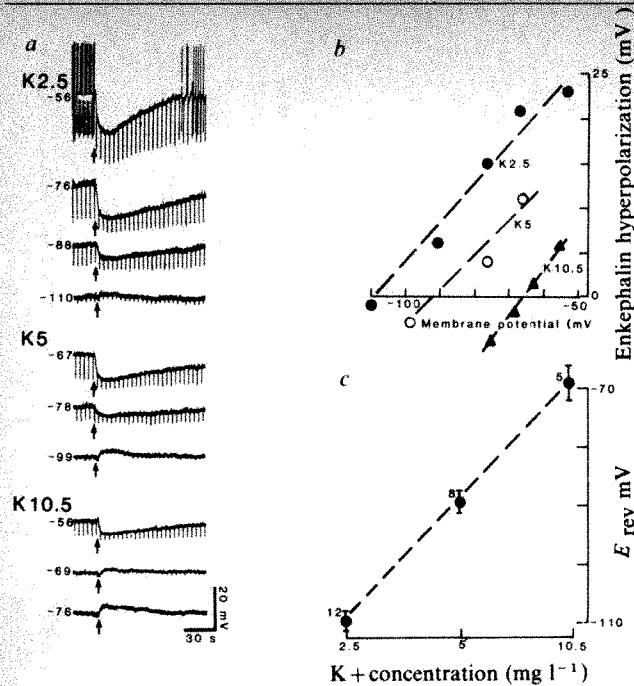 a
K2.5
-56
-76
-88
-110
K5
-67
-78
-99
K10.5
-56
-69
-76
20 mV
30 s
b
25
K2.5
K5
K10.5
0
-100
-50
Membrane potential (mV
Enkephalin hyperpolarization (mV)
c
5
8
12
-70
-110
E rev mV
2.5
5
10.5
K + concentration (mg l⁻¹)